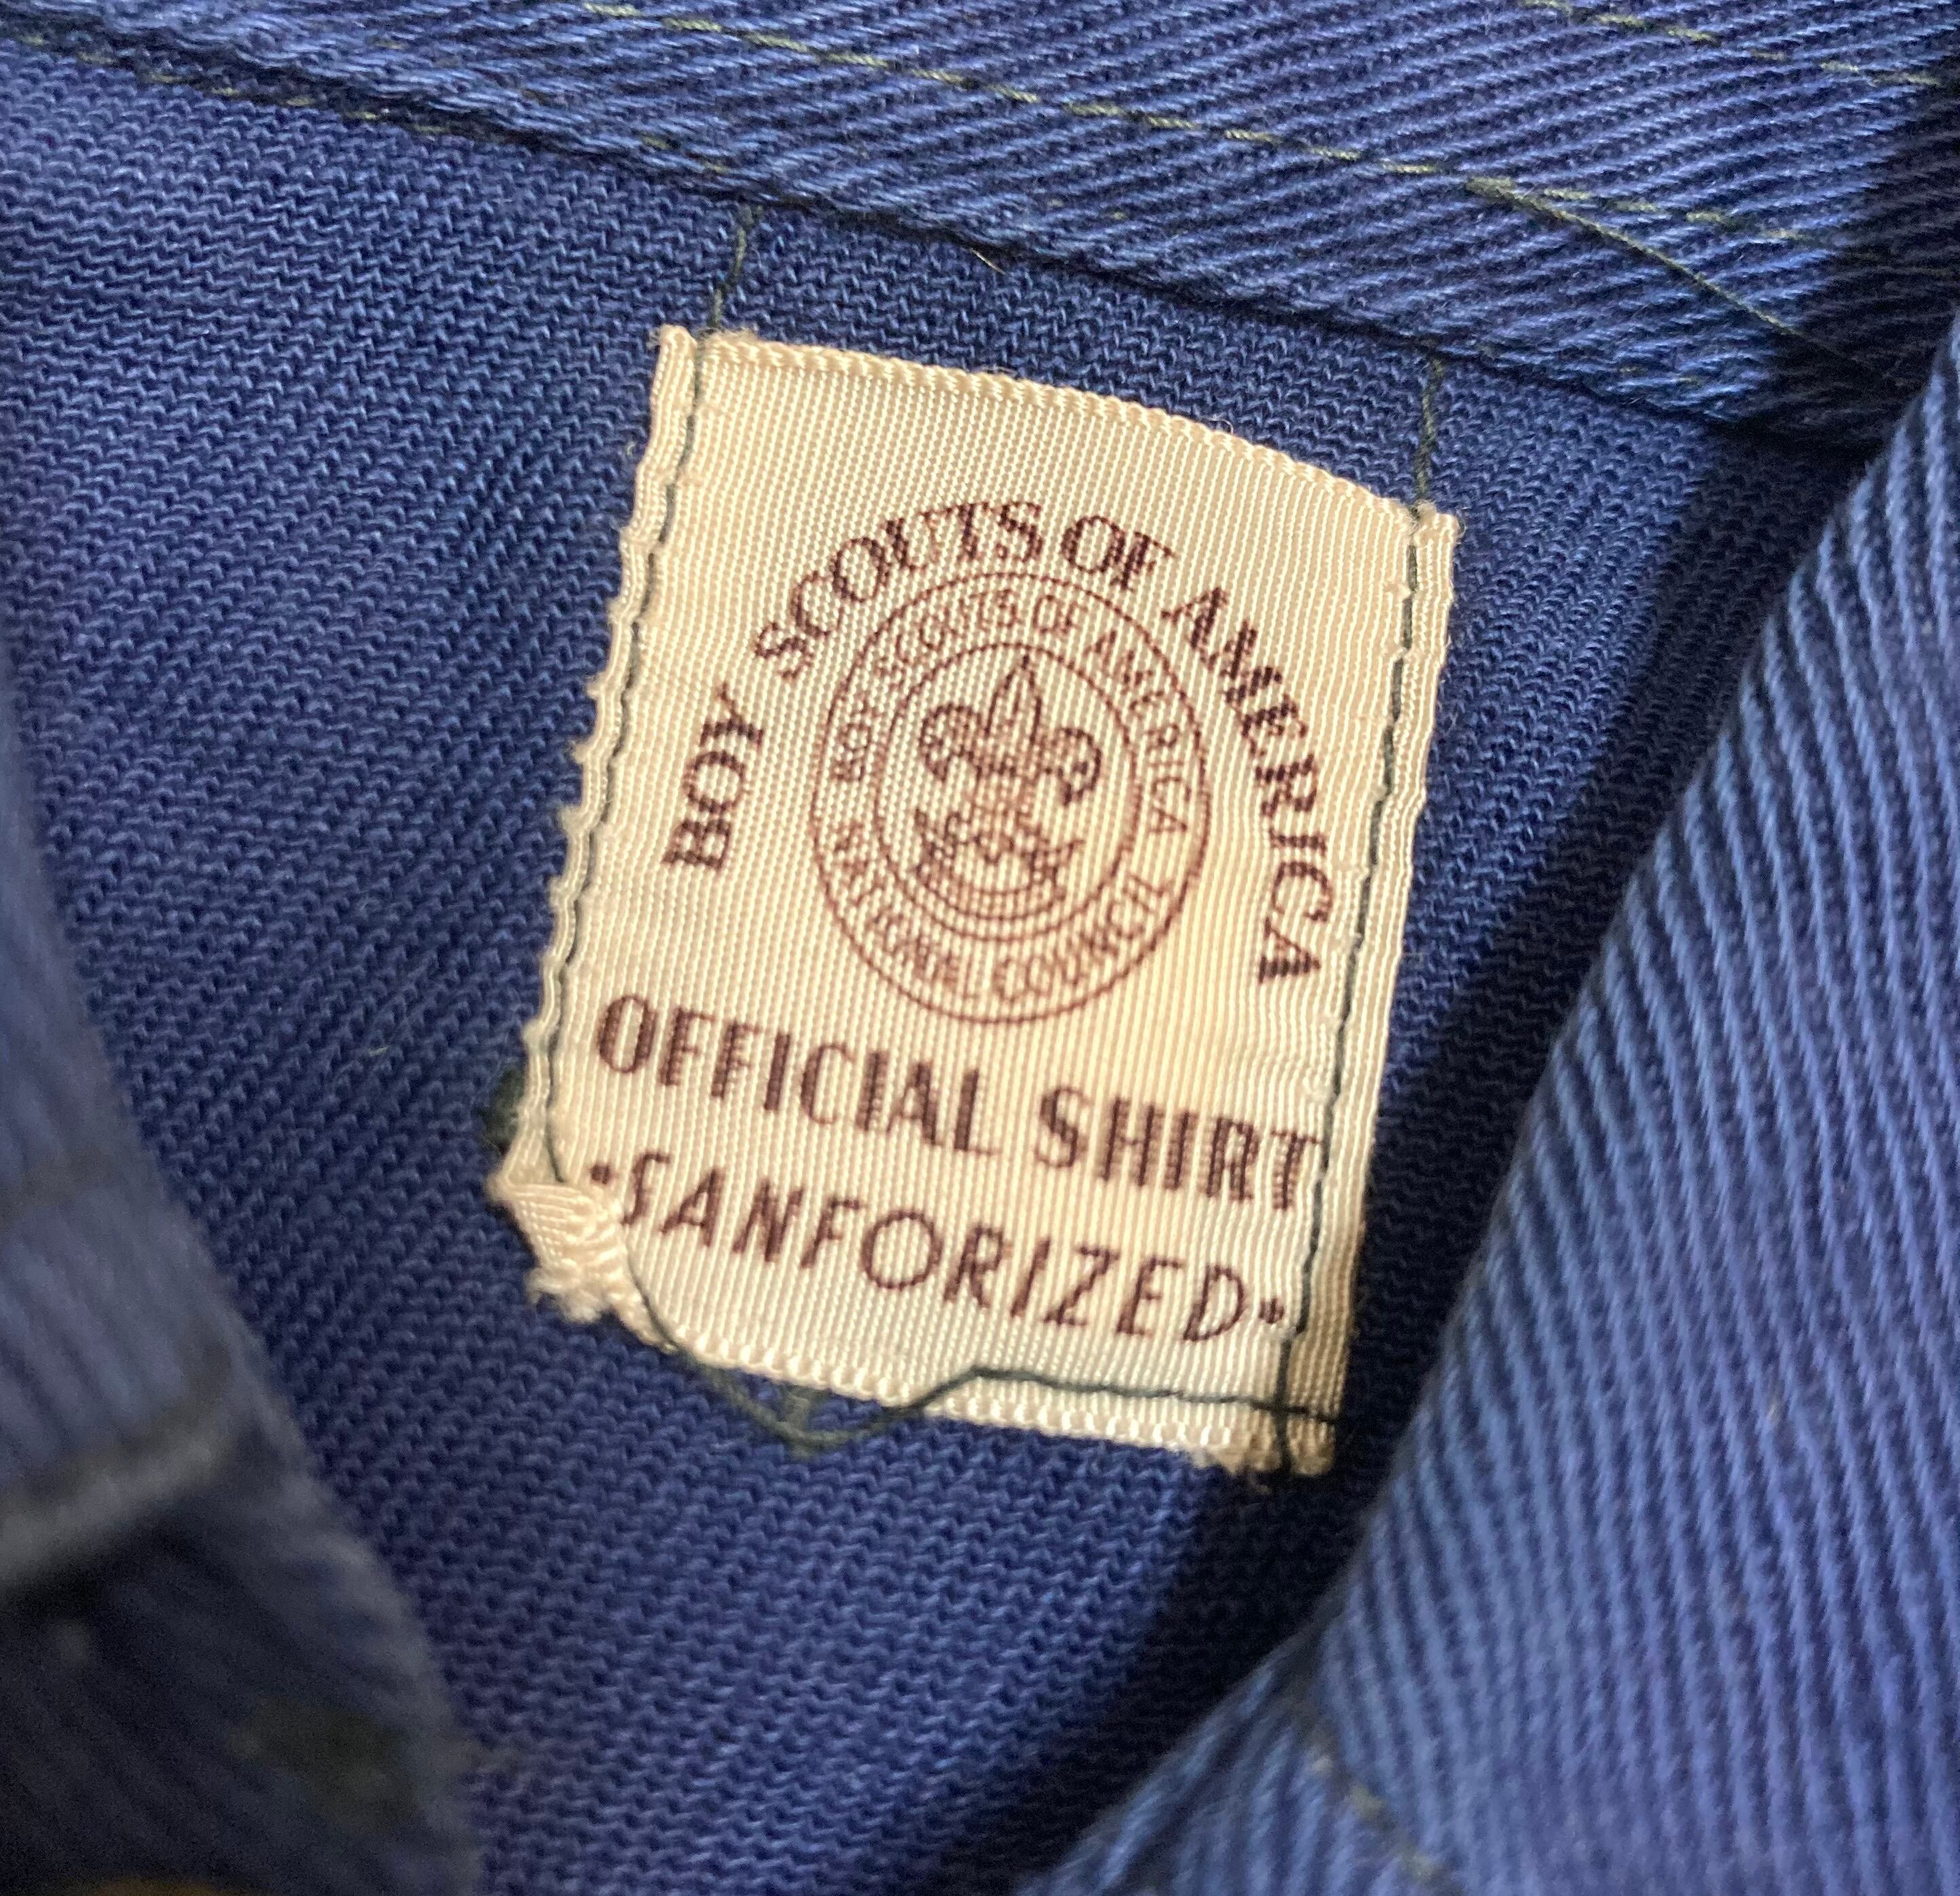 BOY SCOUTS OF AMERICA
BOY SCOUTS OF AMERICA
NATIONAL COUNCIL
OFFICIAL SHIRT
•SANFORIZED•